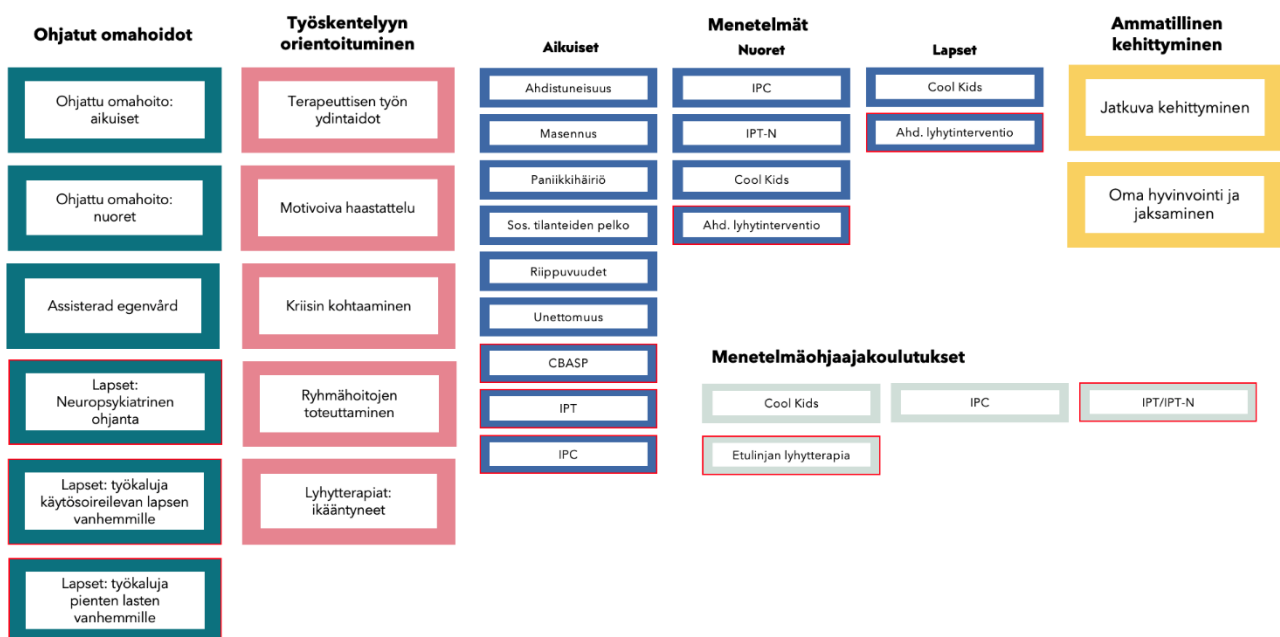 Ohjatut omahoidot
Ohjattu omahoito:
aikuiset
Ohjattu omahoito:
nuoret
Assisterad egenvård
Lapset:
Neuropsykiatrinen
ohjanta
Lapset: työkaluja
käytösoireilevan lapsen
vanhemmille
Lapset: työkaluja
pienten lasten
vanhemmille
Työskentelyyn
orientoituminen
Terapeuttisen työn
ydintaidot
Motivoiva haastattelu
Kriisin kohtaaminen
Ryhmähoitojen
toteuttaminen
Lyhytterapiat:
ikääntyneet
Menetelmät
Aikuiset
Ahdistuneisuus
Masennus
Paniikkihäiriö
Sos. tilanteiden pelko
Riippuvuudet
Unettomuus
CBASP
IPT
IPC
Nuoret
IPC
IPT-N
Cool Kids
Ahd. lyhytinterventio
Lapset
Cool Kids
Ahd. lyhytinterventio
Menetelmäohjaajakoulutukset
Cool Kids
IPC
IPT/IPT-N
Etulinjan lyhytterapia
Ammatillinen
kehittyminen
Jatkuva kehittyminen
Oma hyvinvointi ja
jaksaminen